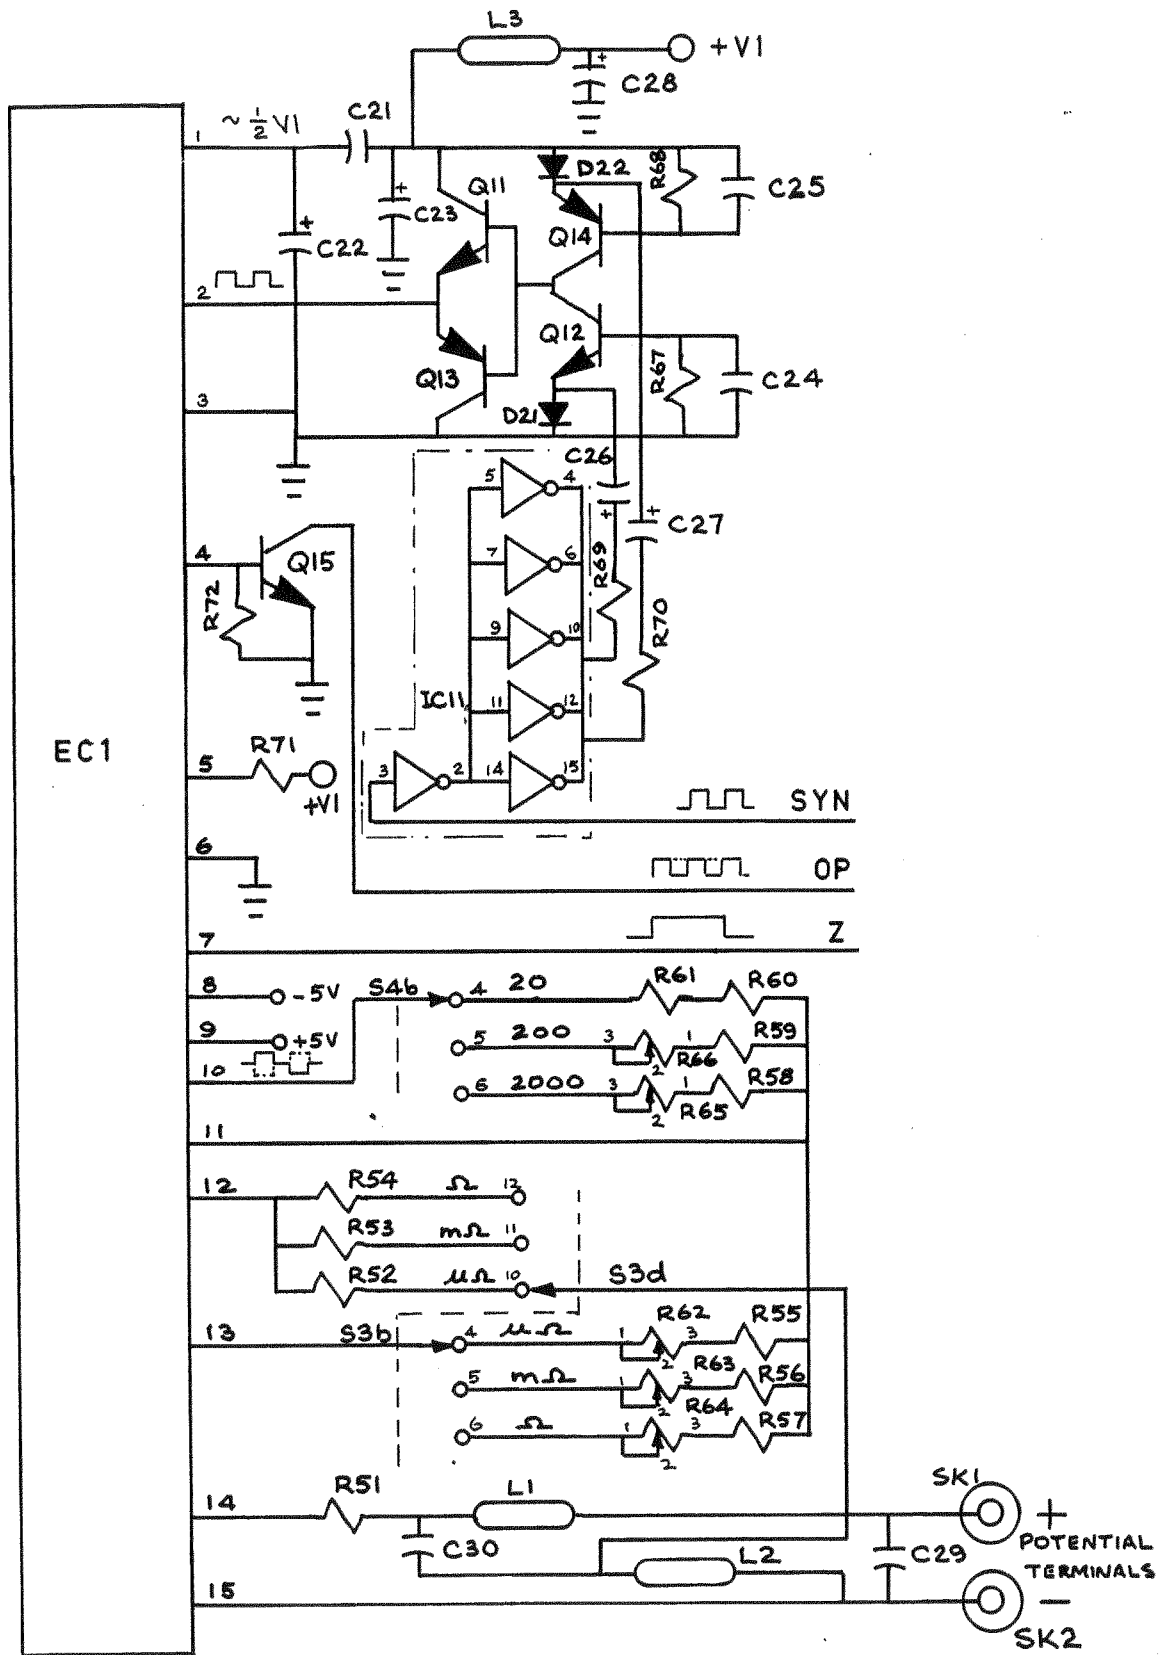 L3
+V1
C28
1
~ ½ V1
C21
C23
C22
Q11
D22
R68
C25
Q14
2
Q12
Q13
R67
C24
3
D21
C26
C27
5 4
7 6
9 10
11 12
3 2 14 15
IC11
R69
R70
4
Q15
R72
EC1
5
R71
+V1
SYN
6
OP
7
Z
8
-5V
S4b
4 20
R61
R60
9
+5V
5 200
3 2 1
R66
R59
10
6 2000
3 2 1
R65
R58
11
12
R54
Ω 12
R53
mΩ 11
R52
μΩ 10
S3d
13
S3b
4 μΩ
1 2 3
R62
R55
5 mΩ
1 2 3
R63
R56
6 Ω
1 2 3
R64
R57
14
R51
L1
SK1
+
C30
L2
C29
POTENTIAL
TERMINALS
15
−
SK2